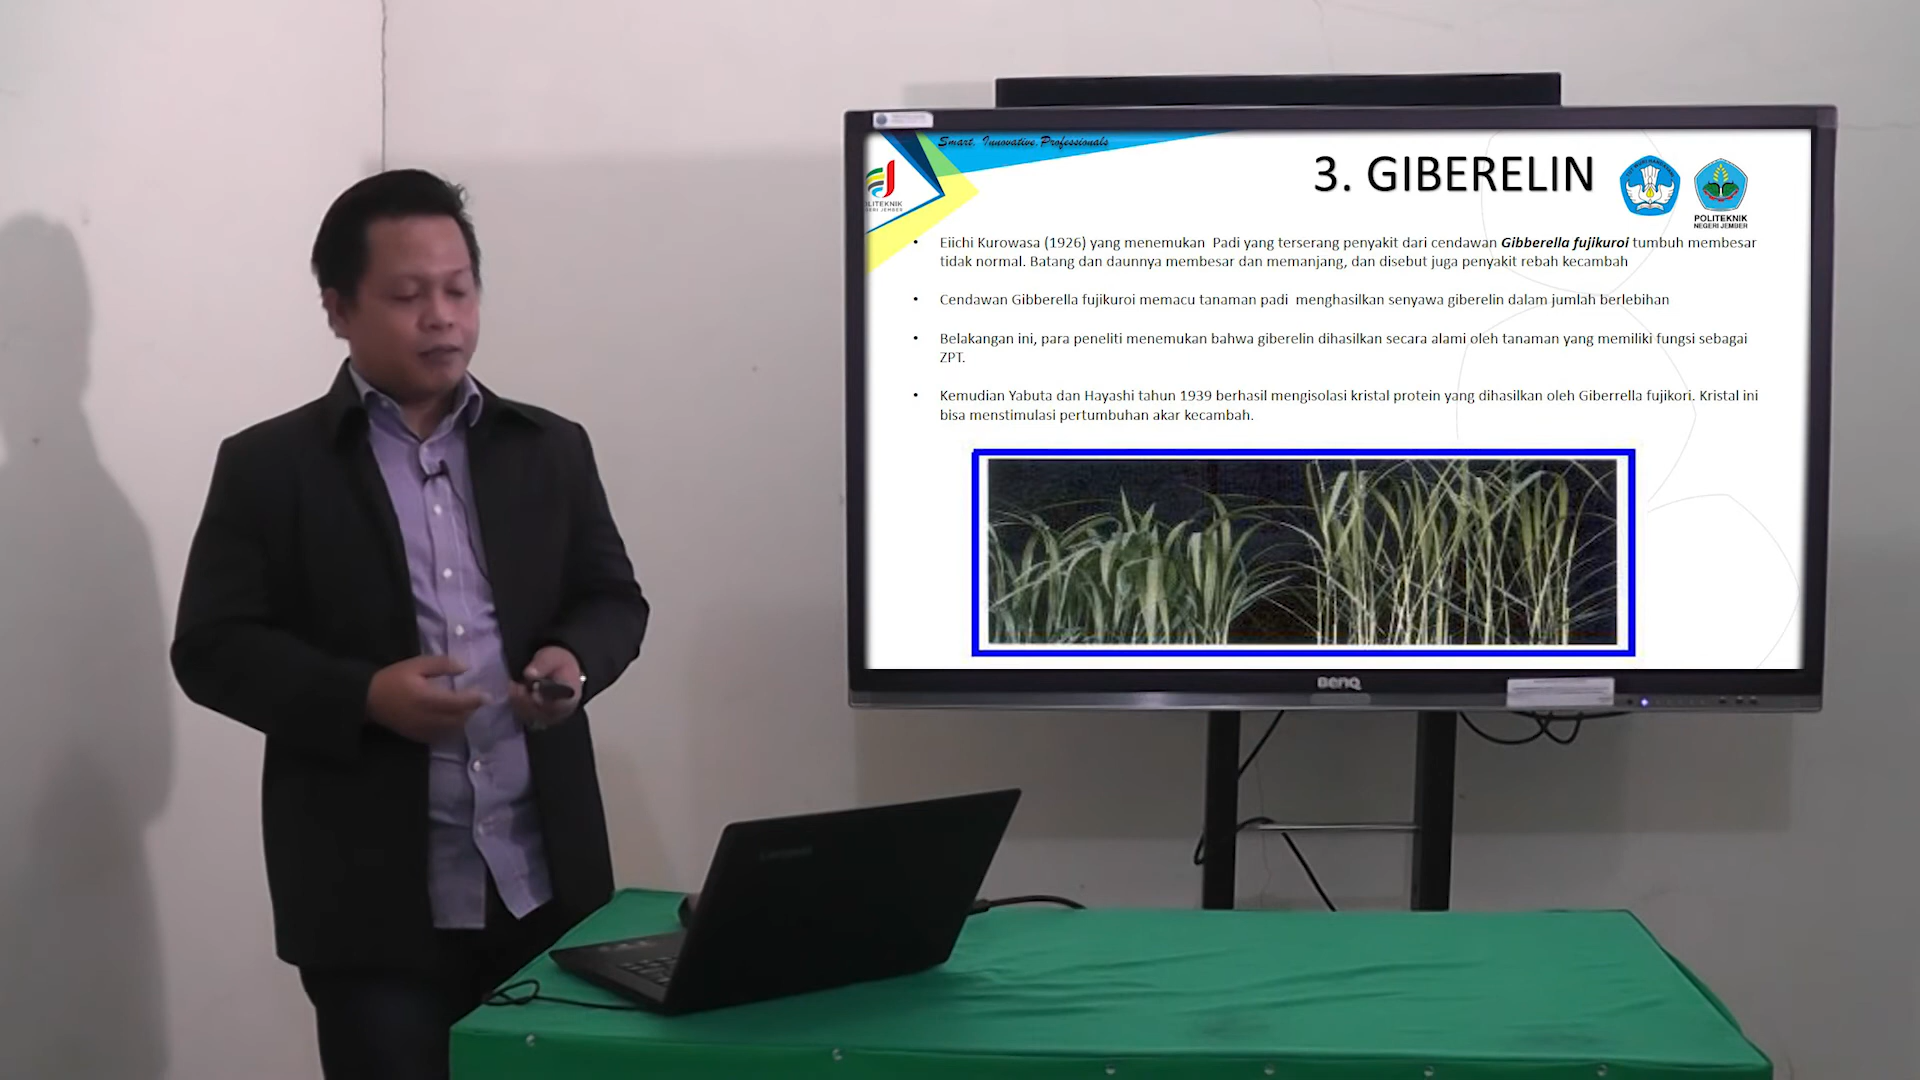 Smart, Innovative, Professionals
3. GIBERELIN
POLITEKNIK
NEGERI JEMBER
• Eiichi Kurowasa (1926) yang menemukan Padi yang terserang penyakit dari cendawan Gibberella fujikuroi tumbuh membesar
tidak normal. Batang dan daunnya membesar dan memanjang, dan disebut juga penyakit rebah kecambah
• Cendawan Gibberella fujikuroi memacu tanaman padi menghasilkan senyawa giberelin dalam jumlah berlebihan
• Belakangan ini, para peneliti menemukan bahwa giberelin dihasilkan secara alami oleh tanaman yang memiliki fungsi sebagai
ZPT.
• Kemudian Yabuta dan Hayashi tahun 1939 berhasil mengisolasi kristal protein yang dihasilkan oleh Giberrella fujikori. Kristal ini
bisa menstimulasi pertumbuhan akar kecambah.
BenQ